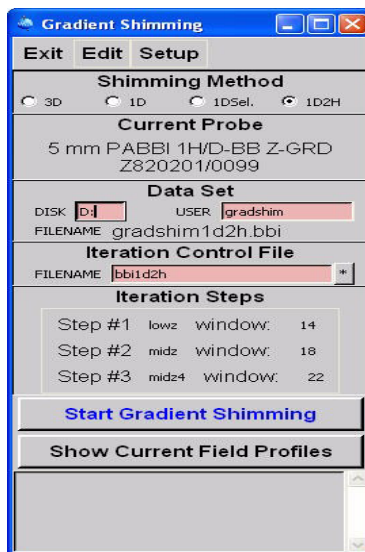 Gradient Shimming
Exit Edit Setup
Shimming Method
3D 1D 1DSel. 1D2H
Current Probe
5 mm PABBI 1H/D-BB Z-GRD
Z820201/0099
Data Set
DISK D: USER gradshim
FILENAME gradshim1d2h.bbi
Iteration Control File
FILENAME bbi1d2h *
Iteration Steps
Step #1 lowz window: 14
Step #2 midz window: 18
Step #3 midz4 window: 22
Start Gradient Shimming
Show Current Field Profiles